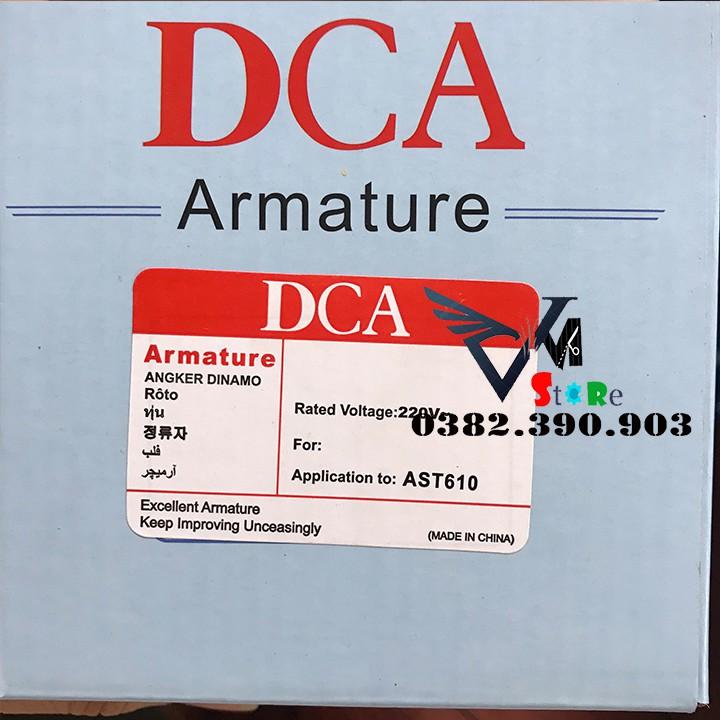 DCA
Armature
DCA
Armature
ANGKER DINAMO
Rôto
ทุ่น
정류자
قلب
آرمیچر
Rated Voltage:220V
For:
Application to: AST610
Excellent Armature
Keep Improving Unceasingly
(MADE IN CHINA)
VM
StoRe
0382.390.903